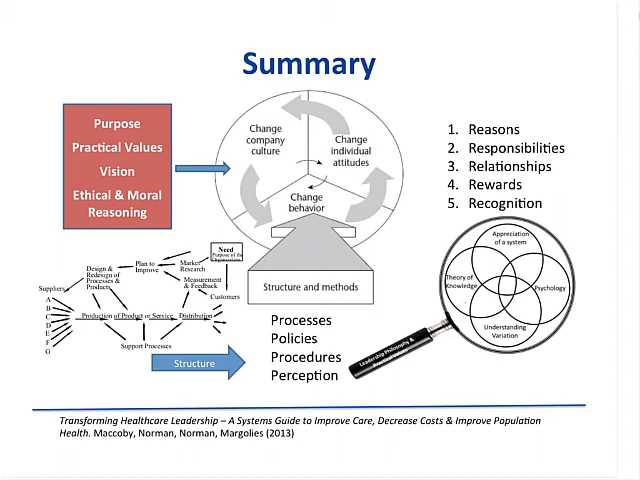 Summary
Purpose
Practical Values
Vision
Ethical & Moral
Reasoning
Change
company
culture
Change
individual
attitudes
Change
behavior
1. Reasons
2. Responsibilities
3. Relationships
4. Rewards
5. Recognition
Need
Purpose of the
Organization
Plan to
Improve
Market
Research
Design &
Redesign of
Processes &
Products
Measurement
& Feedback
Suppliers
Customers
A
B
C
D
E
F
G
Production of Product or Service
Distribution
Support Processes
Structure
Structure and methods
Processes
Policies
Procedures
Perception
Appreciation
of a system
Theory of
Knowledge
Psychology
Understanding
Variation
Leadership Philosophy &
Practical Values
Transforming Healthcare Leadership – A Systems Guide to Improve Care, Decrease Costs & Improve Population
Health. Maccoby, Norman, Norman, Margolies (2013)